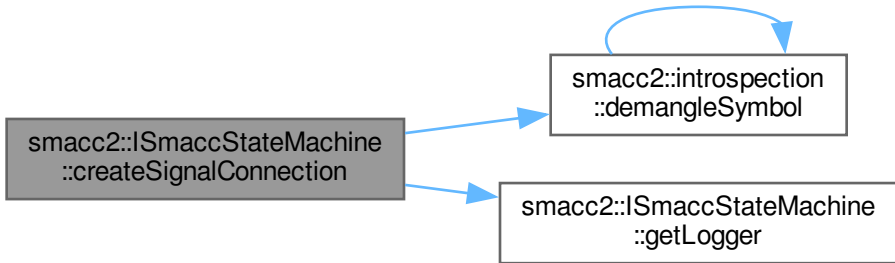 smacc2::ISmaccStateMachine
::createSignalConnection
smacc2::introspection
::demangleSymbol
smacc2::ISmaccStateMachine
::getLogger